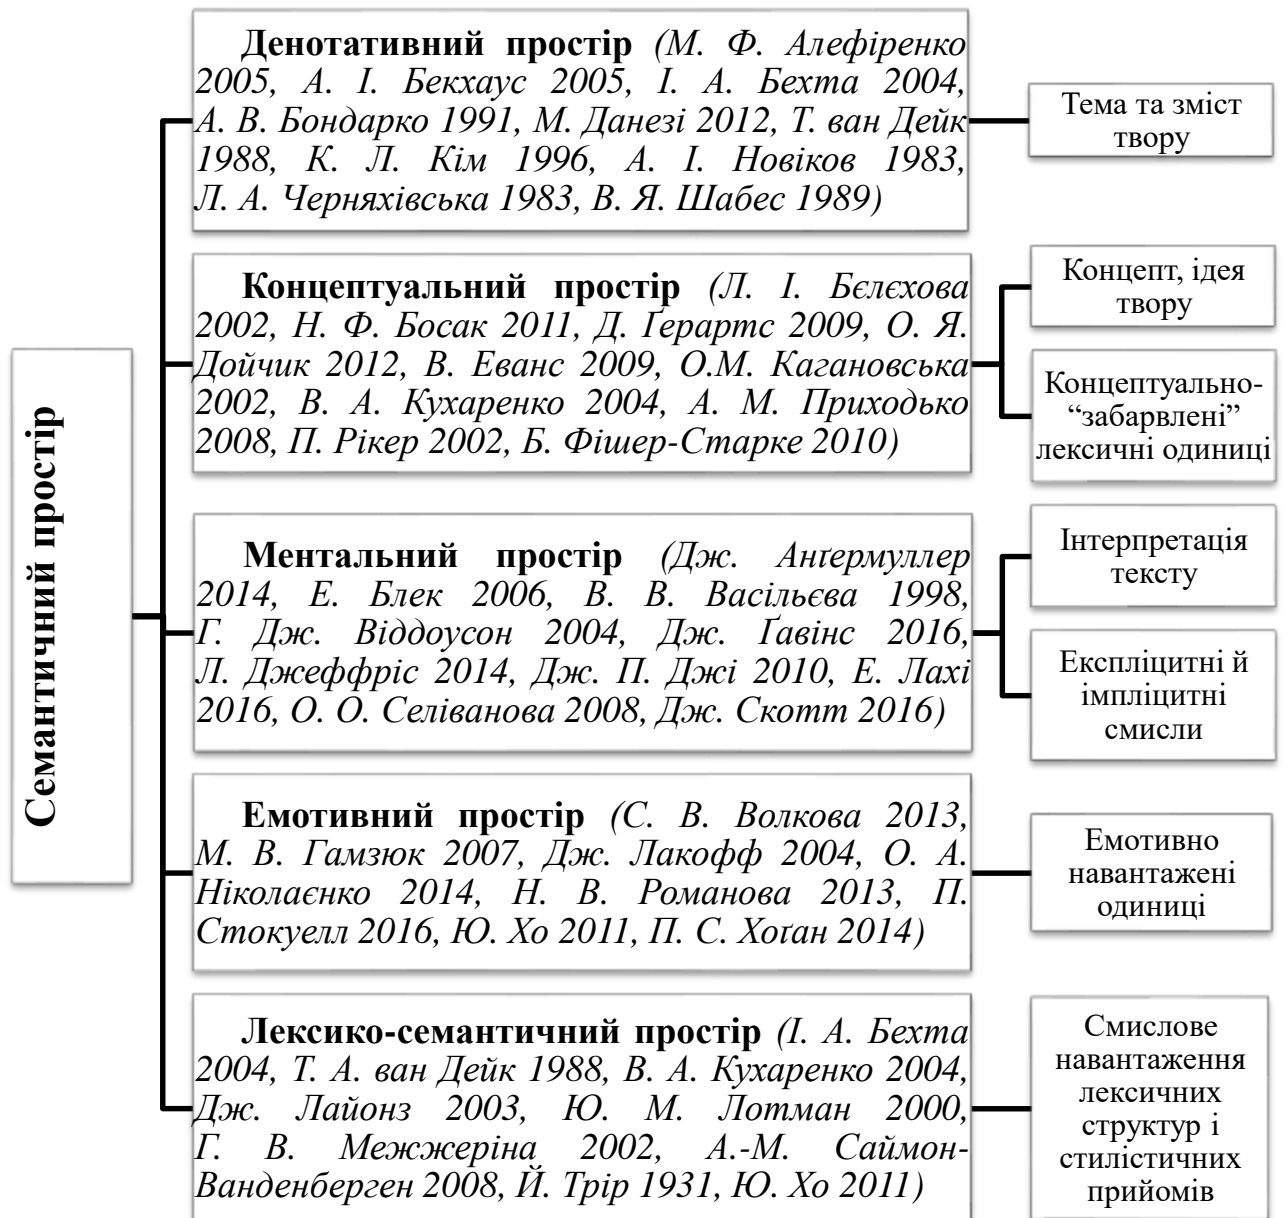 Семантичний простір
Денотативний простір (М. Ф. Алефіренко
2005, А. І. Бекхаус 2005, І. А. Бехта 2004,
А. В. Бондарко 1991, М. Данезі 2012, Т. ван Дейк
1988, К. Л. Кім 1996, А. І. Новіков 1983,
Л. А. Черняхівська 1983, В. Я. Шабес 1989)
Тема та зміст
твору
Концептуальний простір (Л. І. Бєлєхова
2002, Н. Ф. Босак 2011, Д. Ґерартс 2009, О. Я.
Дойчик 2012, В. Еванс 2009, О.М. Кагановська
2002, В. А. Кухаренко 2004, А. М. Приходько
2008, П. Рікер 2002, Б. Фішер-Старке 2010)
Концепт, ідея
твору
Концептуально-
“забарвлені”
лексичні одиниці
Ментальний простір (Дж. Анґермуллер
2014, Е. Блек 2006, В. В. Васільєва 1998,
Г. Дж. Віддоусон 2004, Дж. Ґавінс 2016,
Л. Джеффріс 2014, Дж. П. Джі 2010, Е. Лахі
2016, О. О. Селіванова 2008, Дж. Скотт 2016)
Інтерпретація
тексту
Експліцитні й
імпліцитні
смисли
Емотивний простір (С. В. Волкова 2013,
М. В. Гамзюк 2007, Дж. Лакофф 2004, О. А.
Ніколаєнко 2014, Н. В. Романова 2013, П.
Стокуелл 2016, Ю. Хо 2011, П. С. Хоґан 2014)
Емотивно
навантажені
одиниці
Лексико-семантичний простір (І. А. Бехта
2004, Т. А. ван Дейк 1988, В. А. Кухаренко 2004,
Дж. Лайонз 2003, Ю. М. Лотман 2000,
Г. В. Межжеріна 2002, А.-М. Саймон-
Ванденберген 2008, Й. Трір 1931, Ю. Хо 2011)
Смислове
навантаження
лексичних
структур і
стилістичних
прийомів